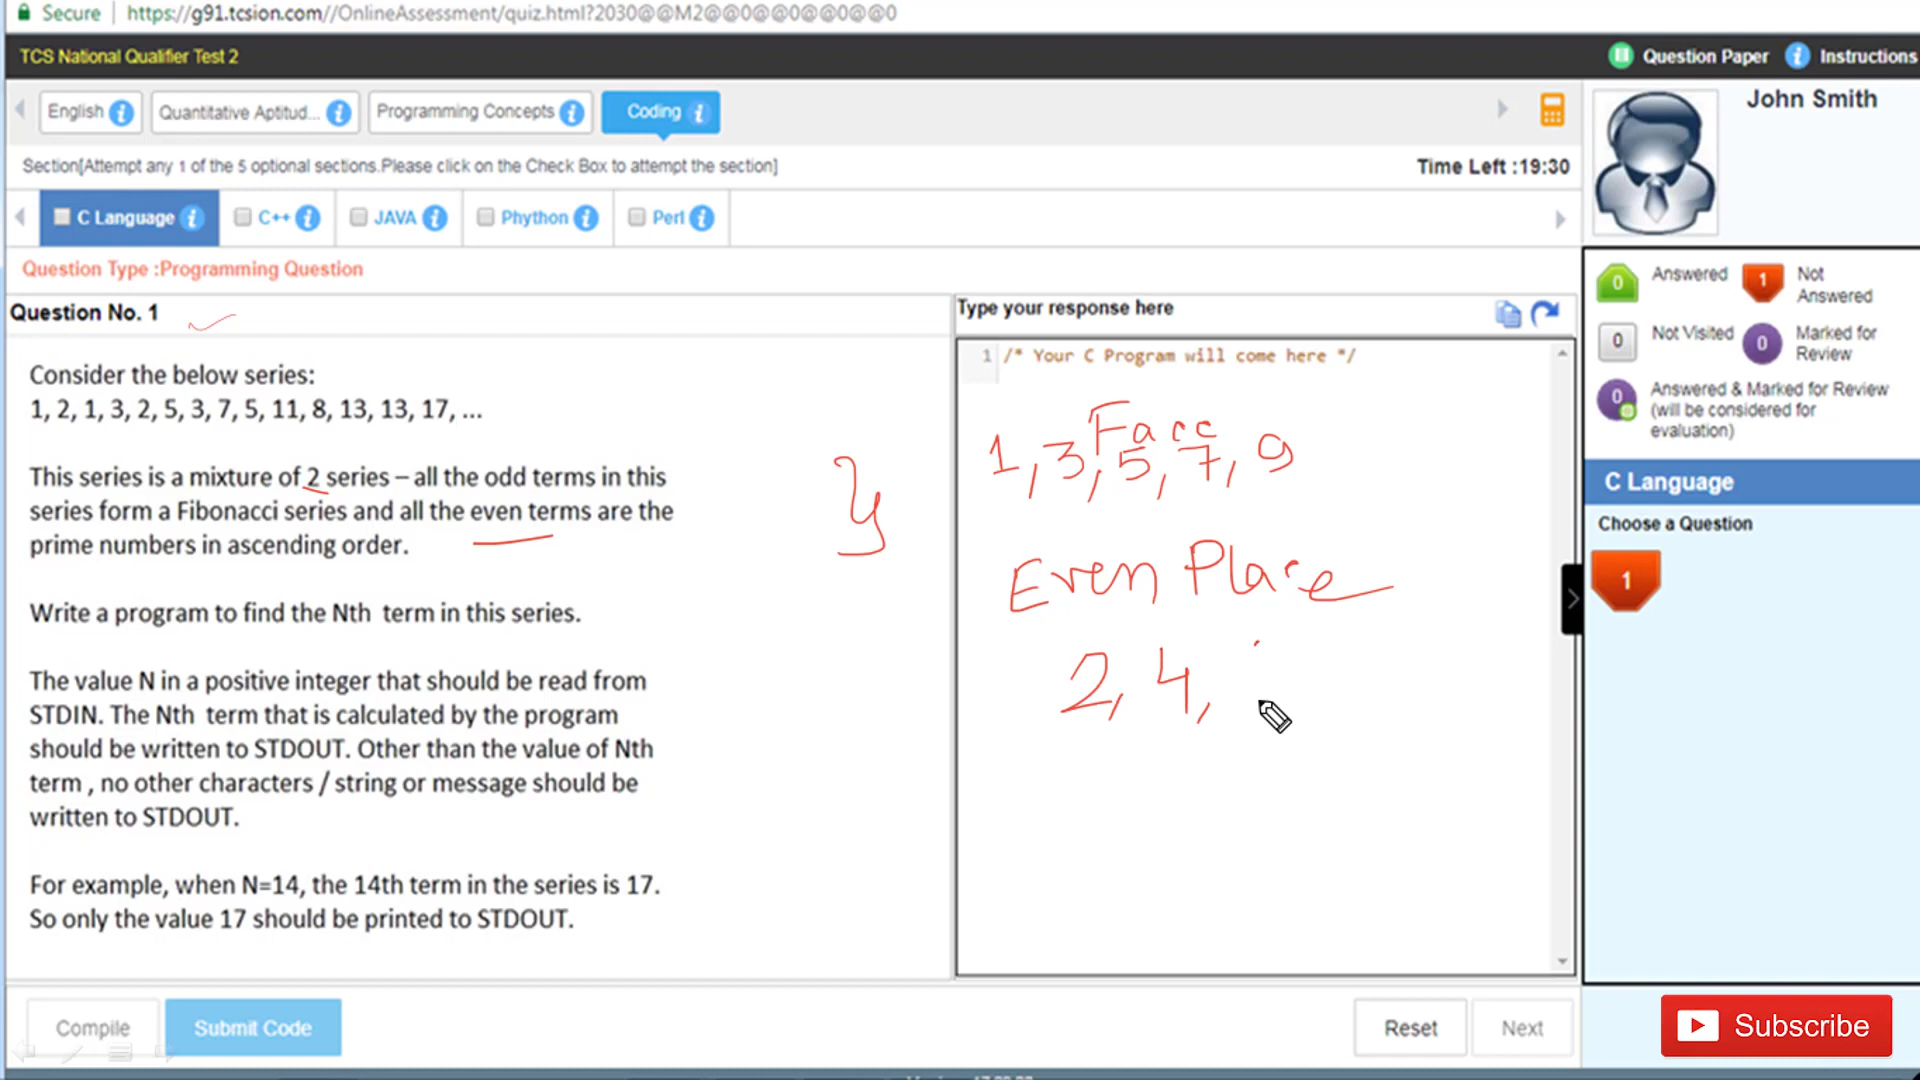 Secure https://g91.tcsion.com//OnlineAssessment/quiz.html?2030@@M2@@0@@0@@0@@0
TCS National Qualifier Test 2
Question Paper
Instructions
English
Quantitative Aptitud...
Programming Concepts
Coding
John Smith
Section[Attempt any 1 of the 5 optional sections.Please click on the Check Box to attempt the section]
Time Left :19:30
C Language
C++
JAVA
Phython
Perl
Question Type :Programming Question
0 Answered
1 Not Answered
0 Not Visited
0 Marked for Review
0 Answered & Marked for Review (will be considered for evaluation)
Question No. 1
Type your response here
1 /* Your C Program will come here */
Consider the below series:
1, 2, 1, 3, 2, 5, 3, 7, 5, 11, 8, 13, 13, 17, ...
This series is a mixture of 2 series – all the odd terms in this
series form a Fibonacci series and all the even terms are the
prime numbers in ascending order.
Write a program to find the Nth term in this series.
The value N in a positive integer that should be read from
STDIN. The Nth term that is calculated by the program
should be written to STDOUT. Other than the value of Nth
term , no other characters / string or message should be
written to STDOUT.
For example, when N=14, the 14th term in the series is 17.
So only the value 17 should be printed to STDOUT.
1, 3, 5, 7, 9
Even Place
2, 4,
C Language
Choose a Question
1
Compile
Submit Code
Reset
Next
Subscribe